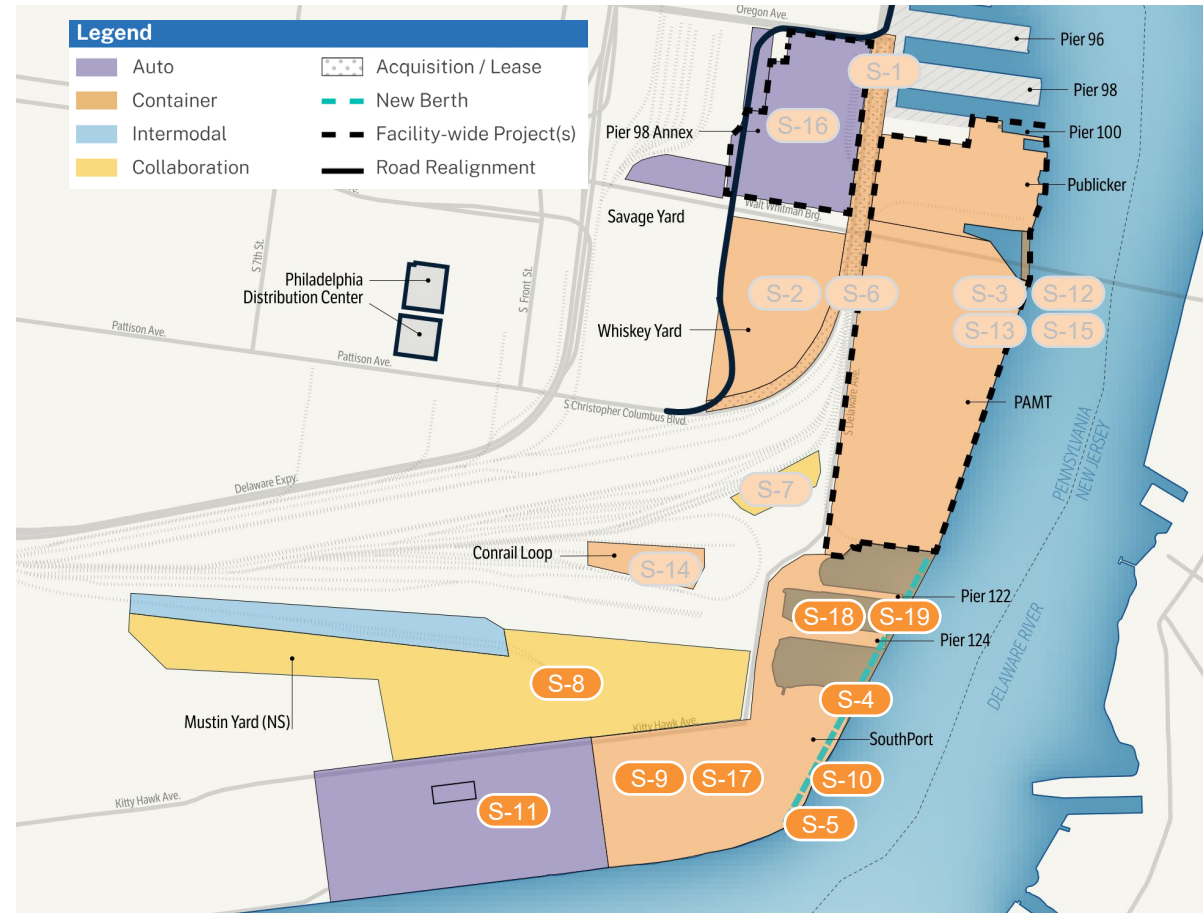 Legend
Auto
Container
Intermodal
Collaboration
Acquisition / Lease
New Berth
Facility-wide Project(s)
Road Realignment
Oregon Ave.
Pier 96
S-1
Pier 98
Pier 98 Annex
S-16
Pier 100
Publicker
Walt Whitman Brg.
Savage Yard
S 7th St.
S Front St.
Philadelphia
Distribution Center
S-2
S-6
S-3
S-12
S-13
S-15
Whiskey Yard
Pattison Ave.
Pattison Ave.
S Christopher Columbus Blvd.
S Delaware Ave.
PAMT
PENNSYLVANIA
NEW JERSEY
Delaware Expy.
S-7
Conrail Loop
S-14
Pier 122
S-18
S-19
Pier 124
DELAWARE RIVER
S-8
S-4
Mustin Yard (NS)
Kitty Hawk Ave.
SouthPort
S-9
S-17
S-10
Kitty Hawk Ave.
S-11
S-5